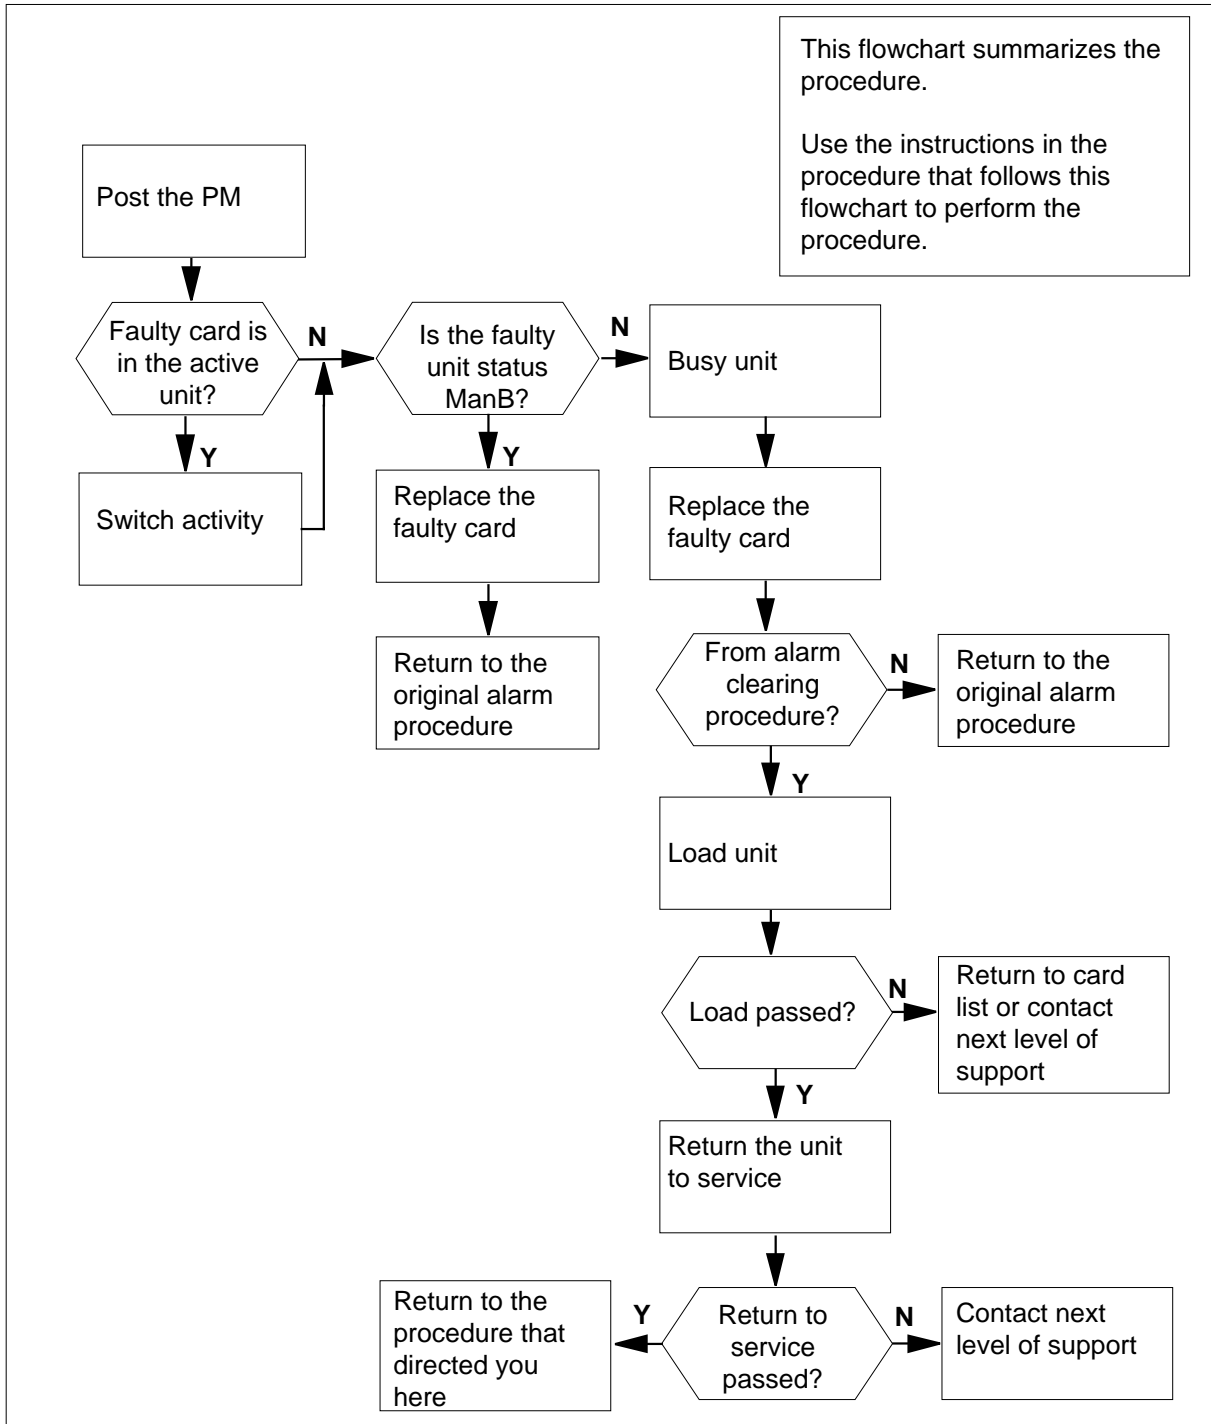 This flowchart summarizes the
procedure.
Use the instructions in the
procedure that follows this
flowchart to perform the
procedure.
Post the PM
Faulty card is
in the active
unit?
N
Y
Switch activity
Is the faulty
unit status
ManB?
N
Y
Replace the
faulty card
Return to the
original alarm
procedure
Busy unit
Replace the
faulty card
From alarm
clearing
procedure?
N
Return to the
original alarm
procedure
Y
Load unit
Load passed?
N
Return to card
list or contact
next level of
support
Y
Return the unit
to service
Return to
service
passed?
Y
Return to the
procedure that
directed you
here
N
Contact next
level of support